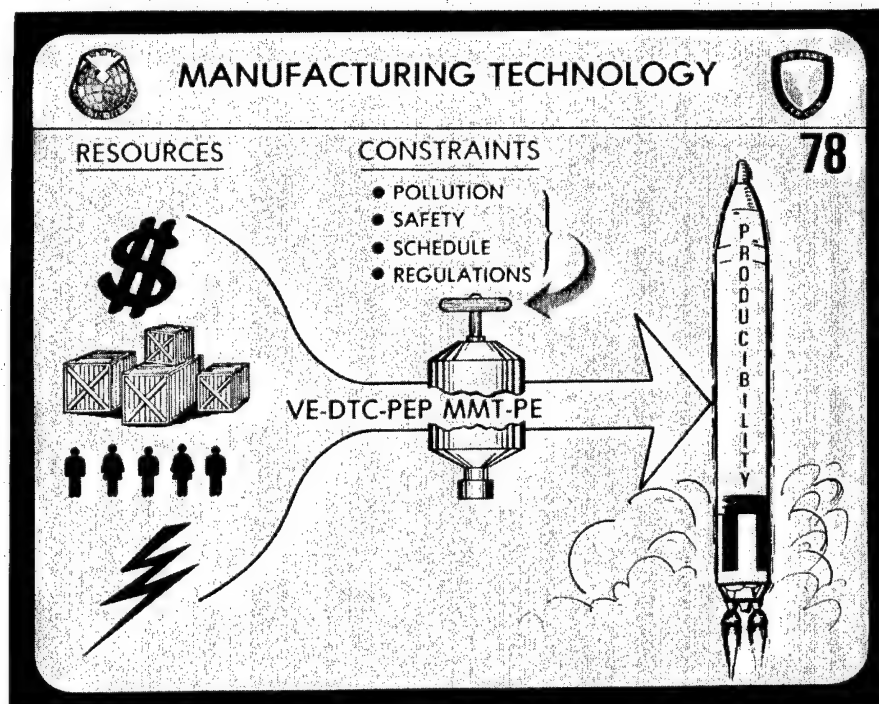 MANUFACTURING TECHNOLOGY
78
RESOURCES
CONSTRAINTS
● POLLUTION
● SAFETY
● SCHEDULE
● REGULATIONS
$
VE-DTC-PEP MMT-PE
PRODUCIBILITY